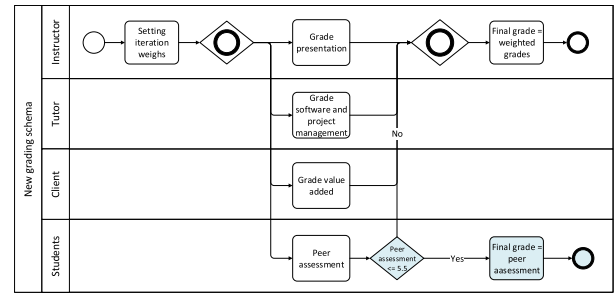 New grading schema
Instructor
Setting
iteration
weighs
Grade
presentation
Final grade =
weighted
grades
Tutor
Grade
software and
project
management
No
Client
Grade value
added
Students
Peer
assessment
Peer
assessment
<= 5.5
Yes
Final grade =
peer
aasessment